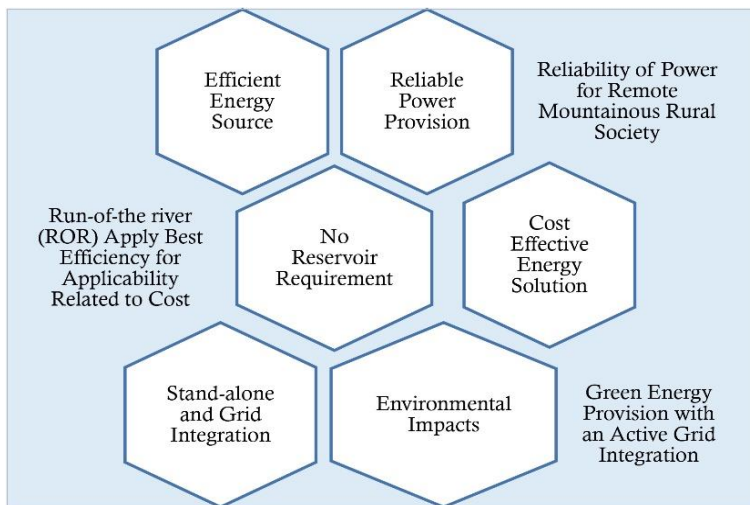 Efficient
Energy
Source
Reliable
Power
Provision
Reliability of Power
for Remote
Mountainous Rural
Society
Run-of-the river
(ROR) Apply Best
Efficiency for
Applicability
Related to Cost
No
Reservoir
Requirement
Cost
Effective
Energy
Solution
Stand-alone
and Grid
Integration
Environmental
Impacts
Green Energy
Provision with
an Active Grid
Integration